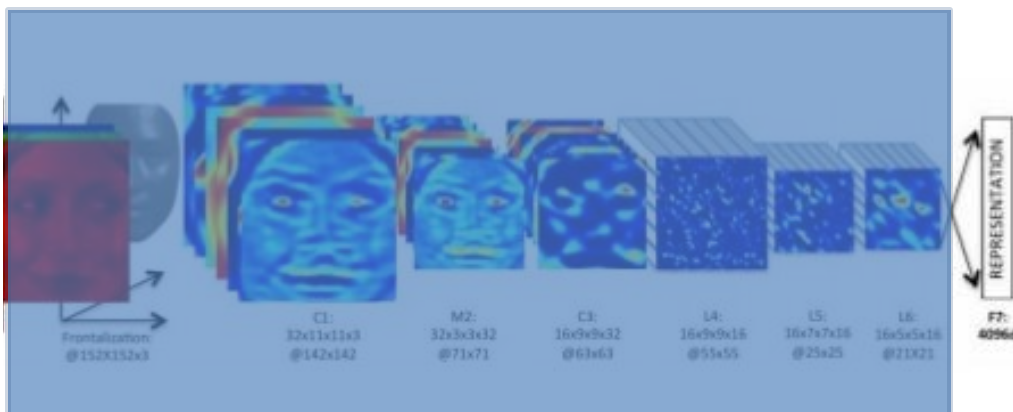 Frontalization:
@152X152x3
C1:
32x11x11x3
@142x142
M2:
32x3x3x32
@71x71
C3:
16x9x9x32
@63x63
L4:
16x9x9x16
@55x55
L5:
16x7x7x16
@25x25
L6:
16x5x5x16
@21X21
REPRESENTATION
F7:
4096d